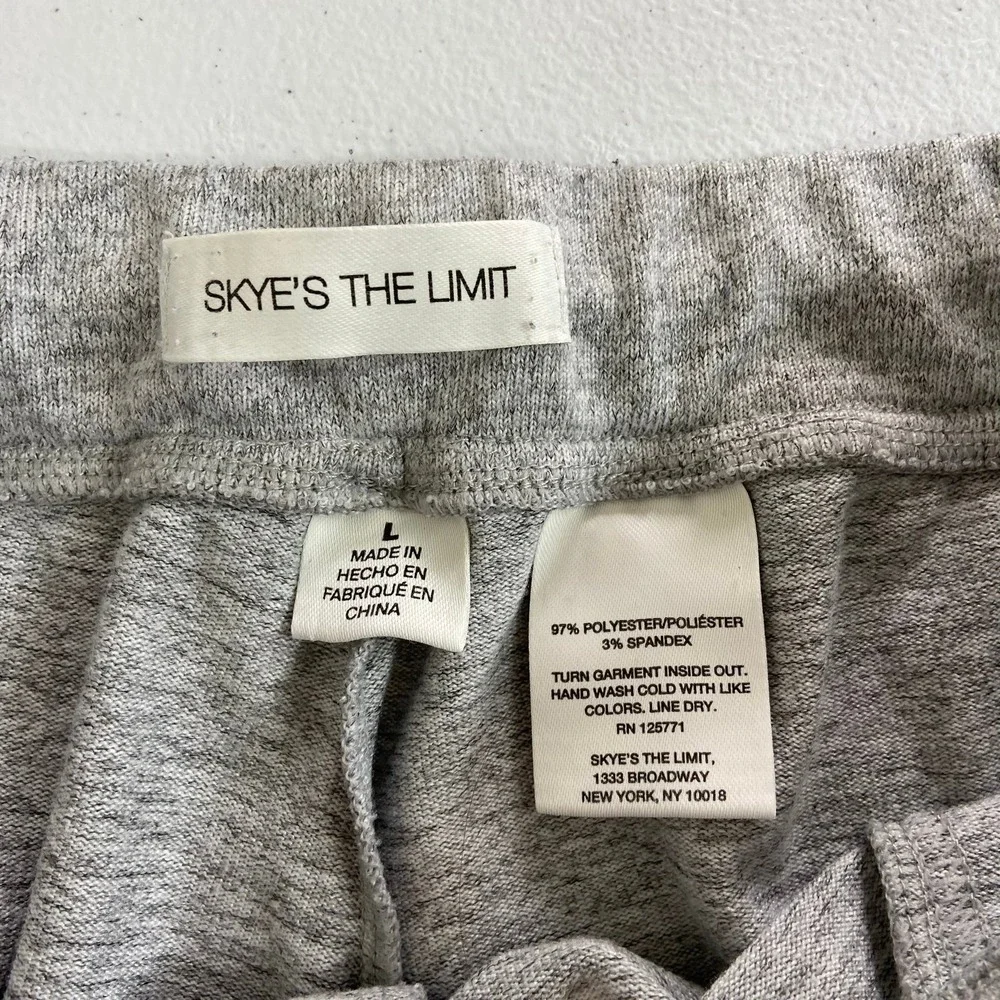 SKYE'S THE LIMIT
L
MADE IN
HECHO EN
FABRIQUÉ EN
CHINA
97% POLYESTER/POLIÉSTER
3% SPANDEX
TURN GARMENT INSIDE OUT.
HAND WASH COLD WITH LIKE
COLORS. LINE DRY.
RN 125771
SKYE'S THE LIMIT,
1333 BROADWAY
NEW YORK, NY 10018